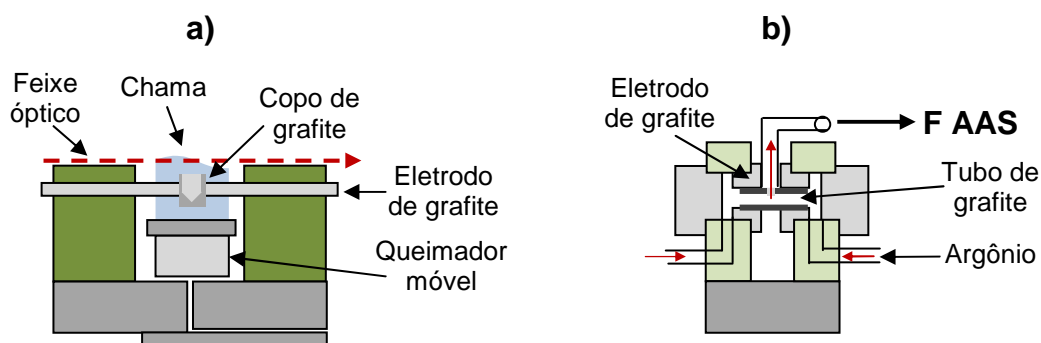 a)
Feixe
óptico
Chama
Copo de
grafite
Eletrodo
de grafite
Queimador
móvel
b)
Eletrodo
de grafite
F AAS
Tubo de
grafite
Argônio